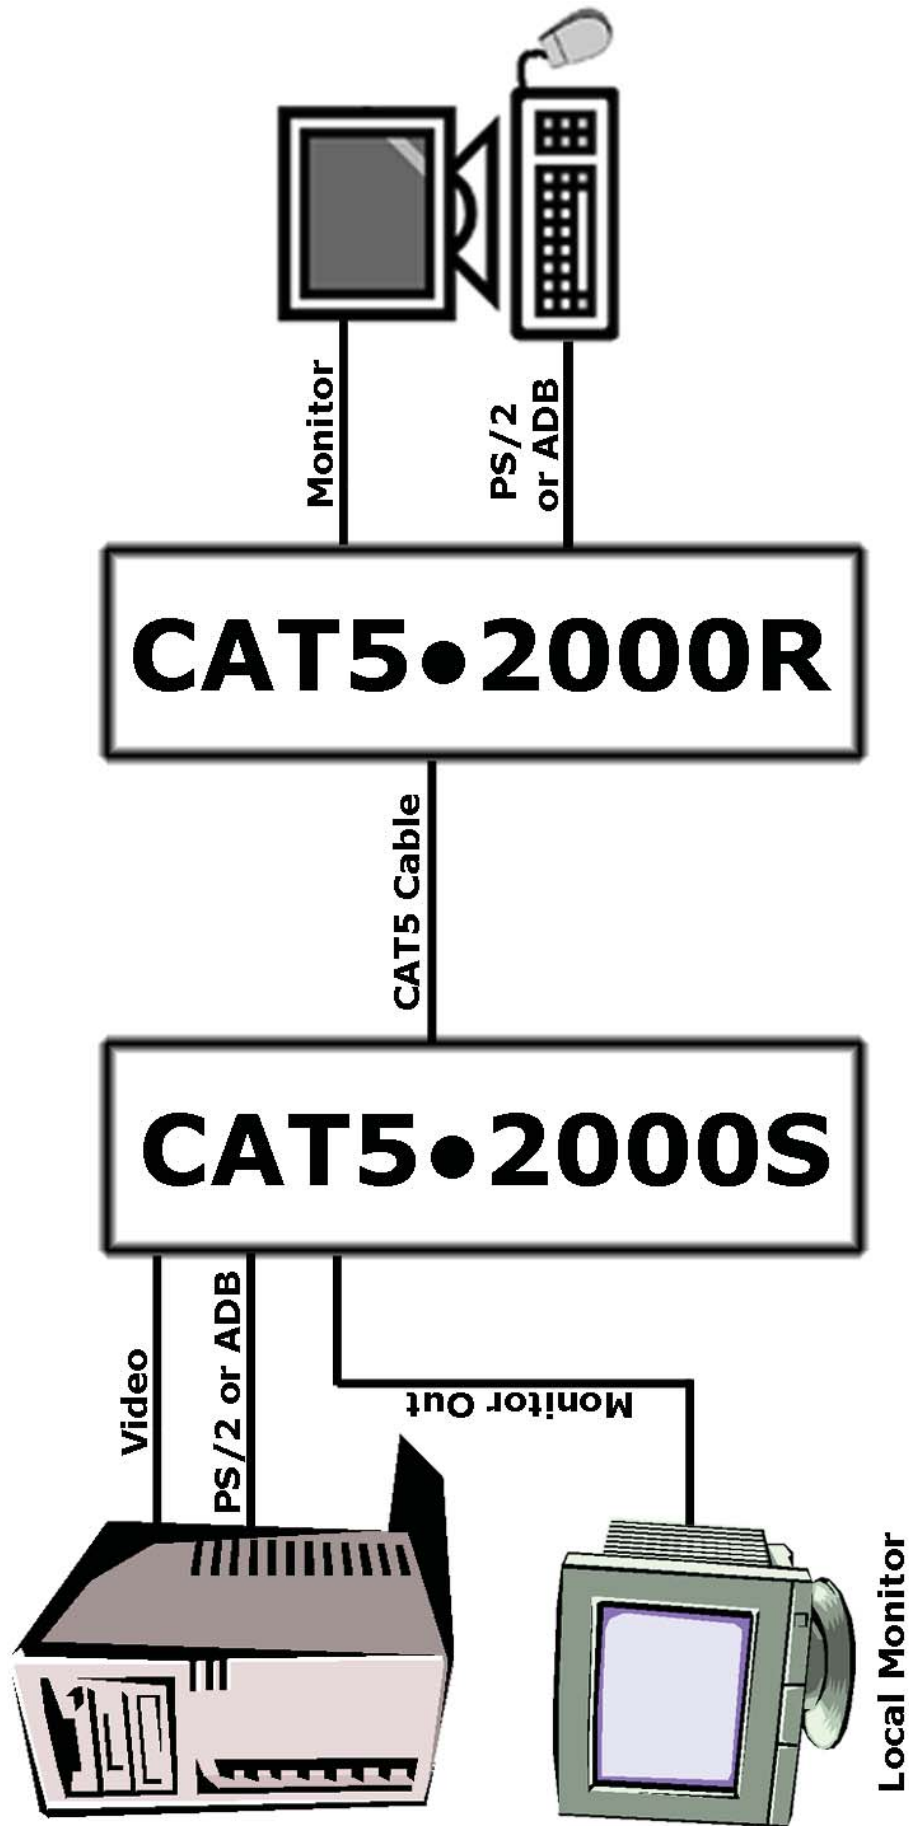 Monitor
PS/2
or ADB
CAT5•2000R
CAT5 Cable
CAT5•2000S
Video
PS/2 or ADB
Monitor Out
Local Monitor